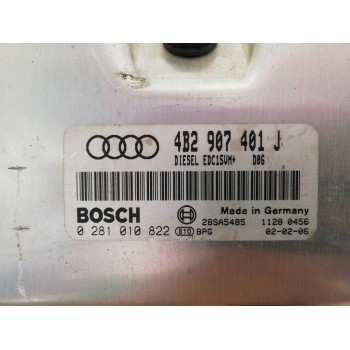 4B2 907 401 J
DIESEL EDC15VM+ D06
BOSCH
Made in Germany
28SA5485 1128 0456
0 281 010 822 610 BPG 02-02-06